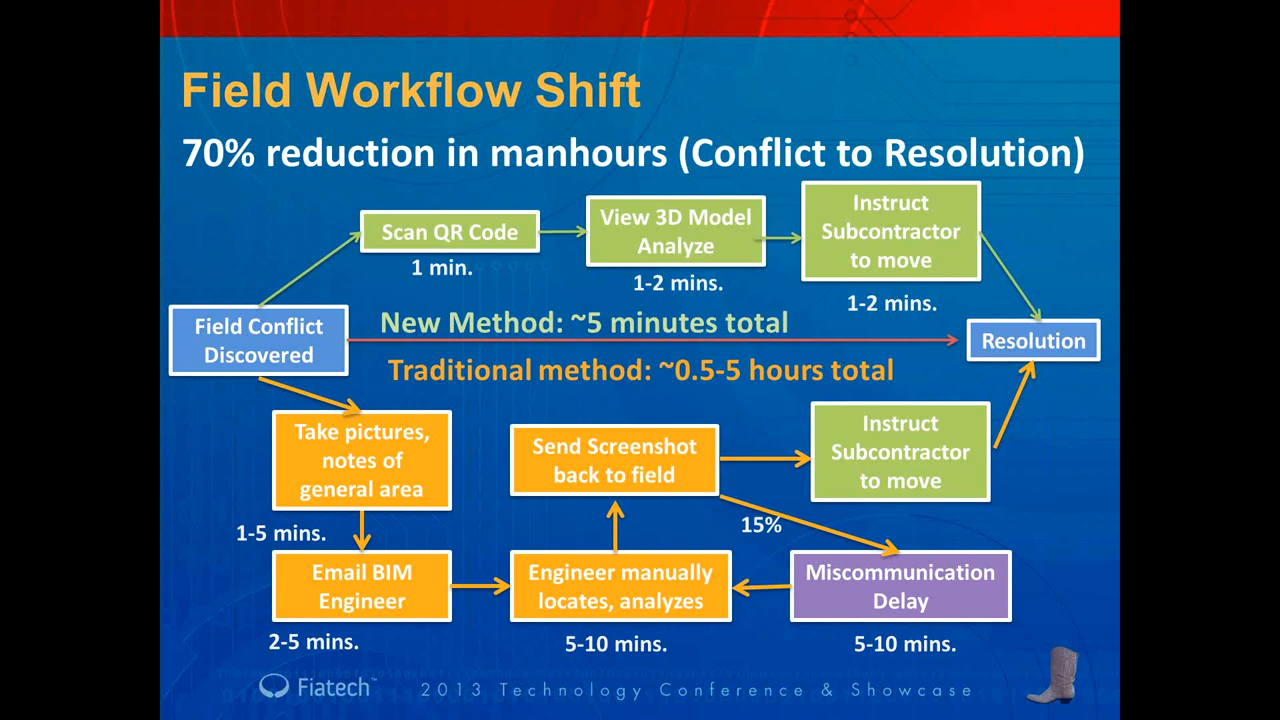 Field Workflow Shift
70% reduction in manhours (Conflict to Resolution)
Scan QR Code
1 min.
View 3D Model
Analyze
1-2 mins.
Instruct
Subcontractor
to move
1-2 mins.
Field Conflict
Discovered
New Method: ~5 minutes total
Traditional method: ~0.5-5 hours total
Resolution
Take pictures,
notes of
general area
1-5 mins.
Send Screenshot
back to field
Instruct
Subcontractor
to move
15%
Email BIM
Engineer
2-5 mins.
Engineer manually
locates, analyzes
5-10 mins.
Miscommunication
Delay
5-10 mins.
Fiatech™ 2013 Technology Conference & Showcase